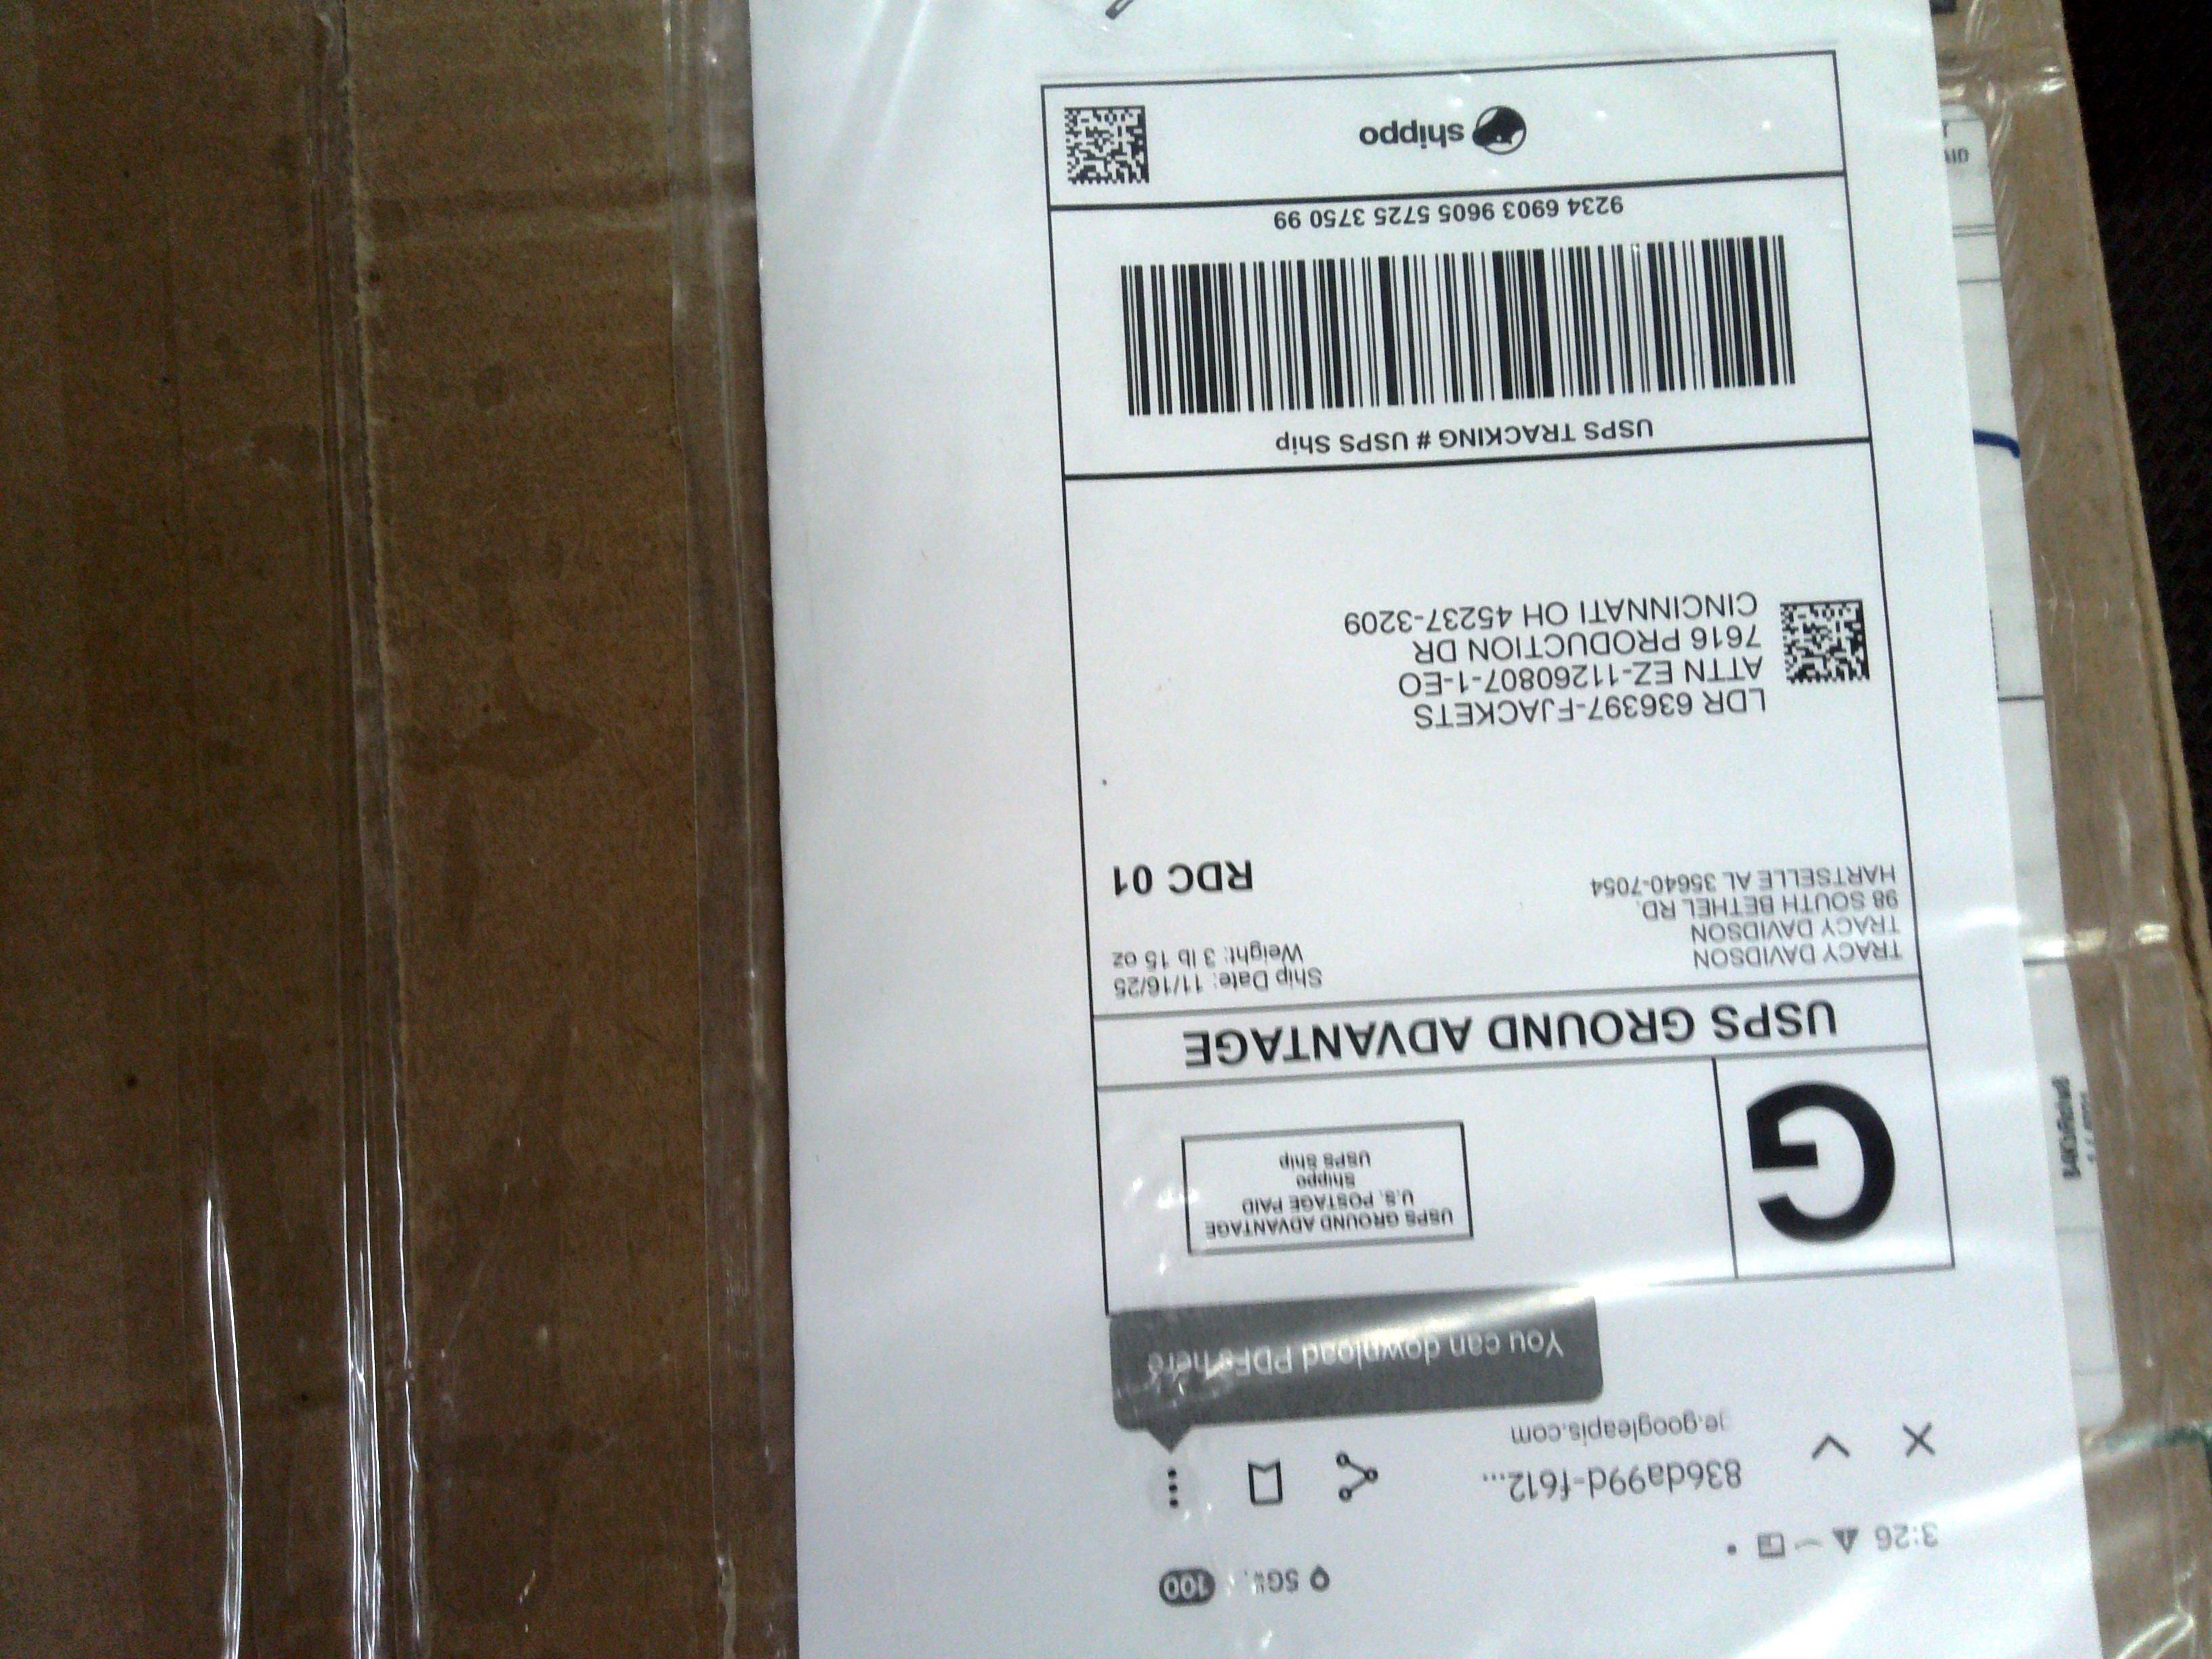 3:26
5G 100
836da99d-f612...
ge.googleapis.com
You can download PDFs here
G
USPS GROUND ADVANTAGE
U.S. POSTAGE PAID
Shippo
USPS Ship
USPS GROUND ADVANTAGE
TRACY DAVIDSON
TRACY DAVIDSON
98 SOUTH BETHEL RD.
HARTSELLE AL 35640-7054
Ship Date: 11/16/25
Weight: 3 lb 15 oz
RDC 01
LDR 636397-FJACKETS
ATTN EZ-11260807-1-EO
7616 PRODUCTION DR
CINCINNATI OH 45237-3209
USPS TRACKING # USPS Ship
9234 6903 9605 5725 3750 99
shippo